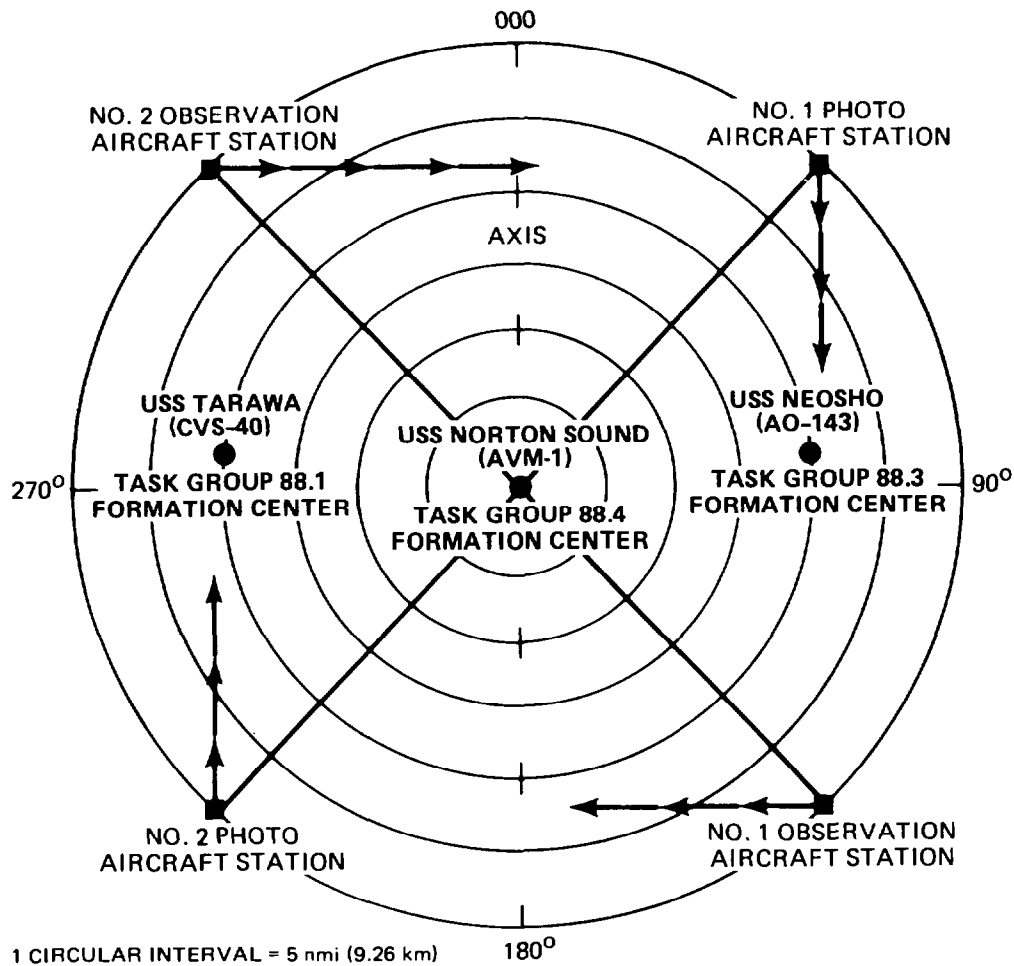 000
NO. 2 OBSERVATION
AIRCRAFT STATION
NO. 1 PHOTO
AIRCRAFT STATION
AXIS
USS TARAWA
(CVS-40)
TASK GROUP 88.1
FORMATION CENTER
USS NORTON SOUND
(AVM-1)
TASK GROUP 88.4
FORMATION CENTER
USS NEOSHO
(AO-143)
TASK GROUP 88.3
FORMATION CENTER
270°
90°
NO. 2 PHOTO
AIRCRAFT STATION
NO. 1 OBSERVATION
AIRCRAFT STATION
1 CIRCULAR INTERVAL = 5 nmi (9.26 km)
180°